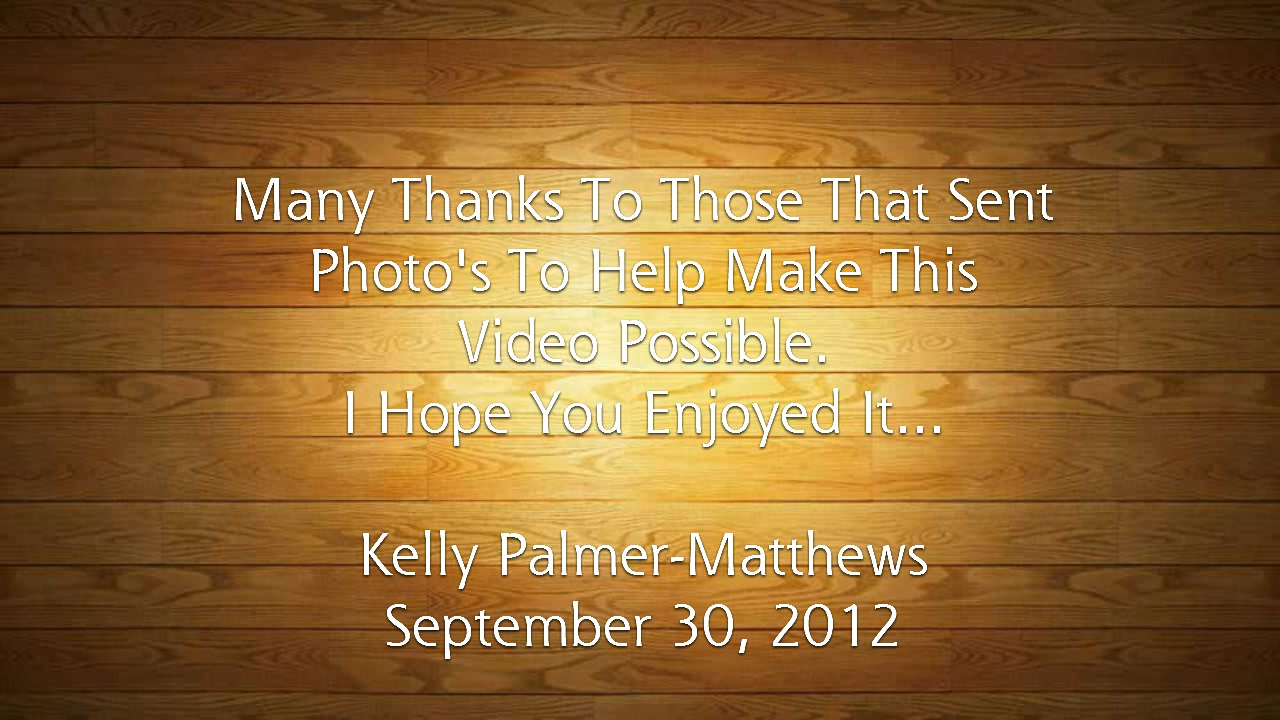 Many Thanks To Those That Sent
Photo's To Help Make This
Video Possible.
I Hope You Enjoyed It...
Kelly Palmer-Matthews
September 30, 2012